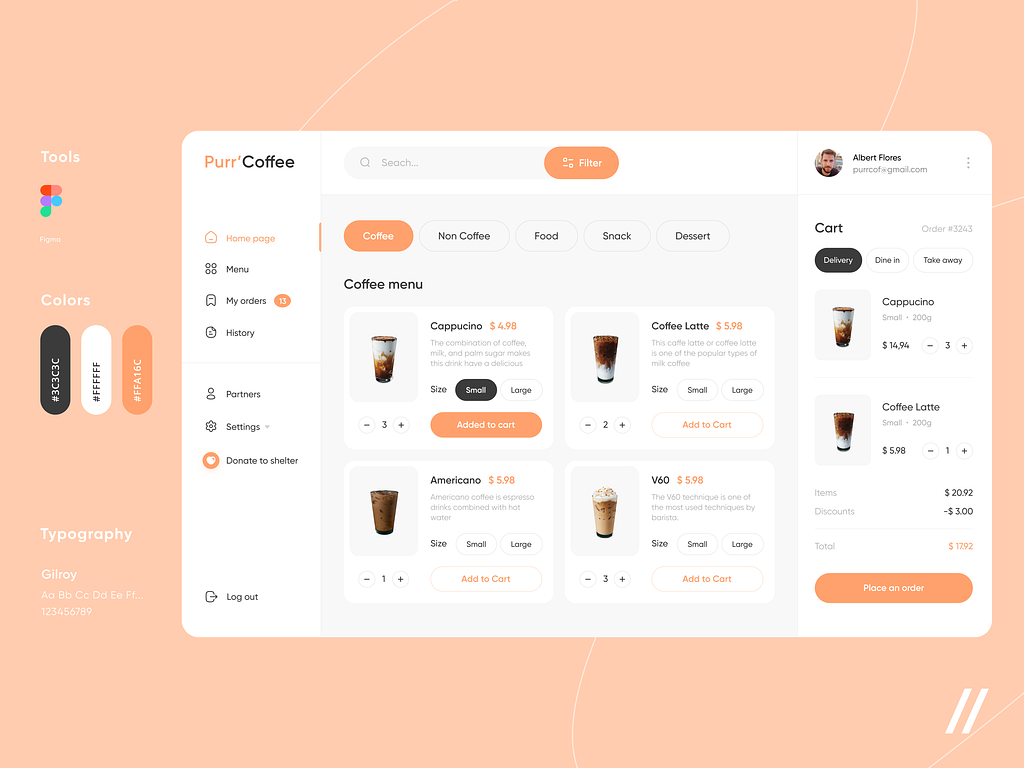 Tools
Figma
Colors
#3C3C3C
#FFFFFF
#FFA16C
Typography
Gilroy
Aa Bb Cc Dd Ee Ff...
123456789
Purr'Coffee
Home page
Menu
My orders 13
History
Partners
Settings
Donate to shelter
Log out
Seach...
Filter
Coffee
Non Coffee
Food
Snack
Dessert
Coffee menu
Cappucino $ 4.98
The combination of coffee,
milk, and palm sugar makes
this drink have a delicious
Size Small Large
− 3 + Added to cart
Coffee Latte $ 5.98
This caffe latte or coffee latte
is one of the popular types of
milk coffee
Size Small Large
− 2 + Add to Cart
Americano $ 5.98
Americano coffee is espresso
drinks combined with hot
water
Size Small Large
− 1 + Add to Cart
V60 $ 5.98
The V60 technique is one of
the most used techniques by
barista.
Size Small Large
− 3 + Add to Cart
Albert Flores
purrcof@gmail.com
Cart Order #3243
Delivery Dine in Take away
Cappucino
Small • 200g
$ 14,94 − 3 +
Coffee Latte
Small • 200g
$ 5.98 − 1 +
Items $ 20.92
Discounts -$ 3.00
Total $ 17.92
Place an order